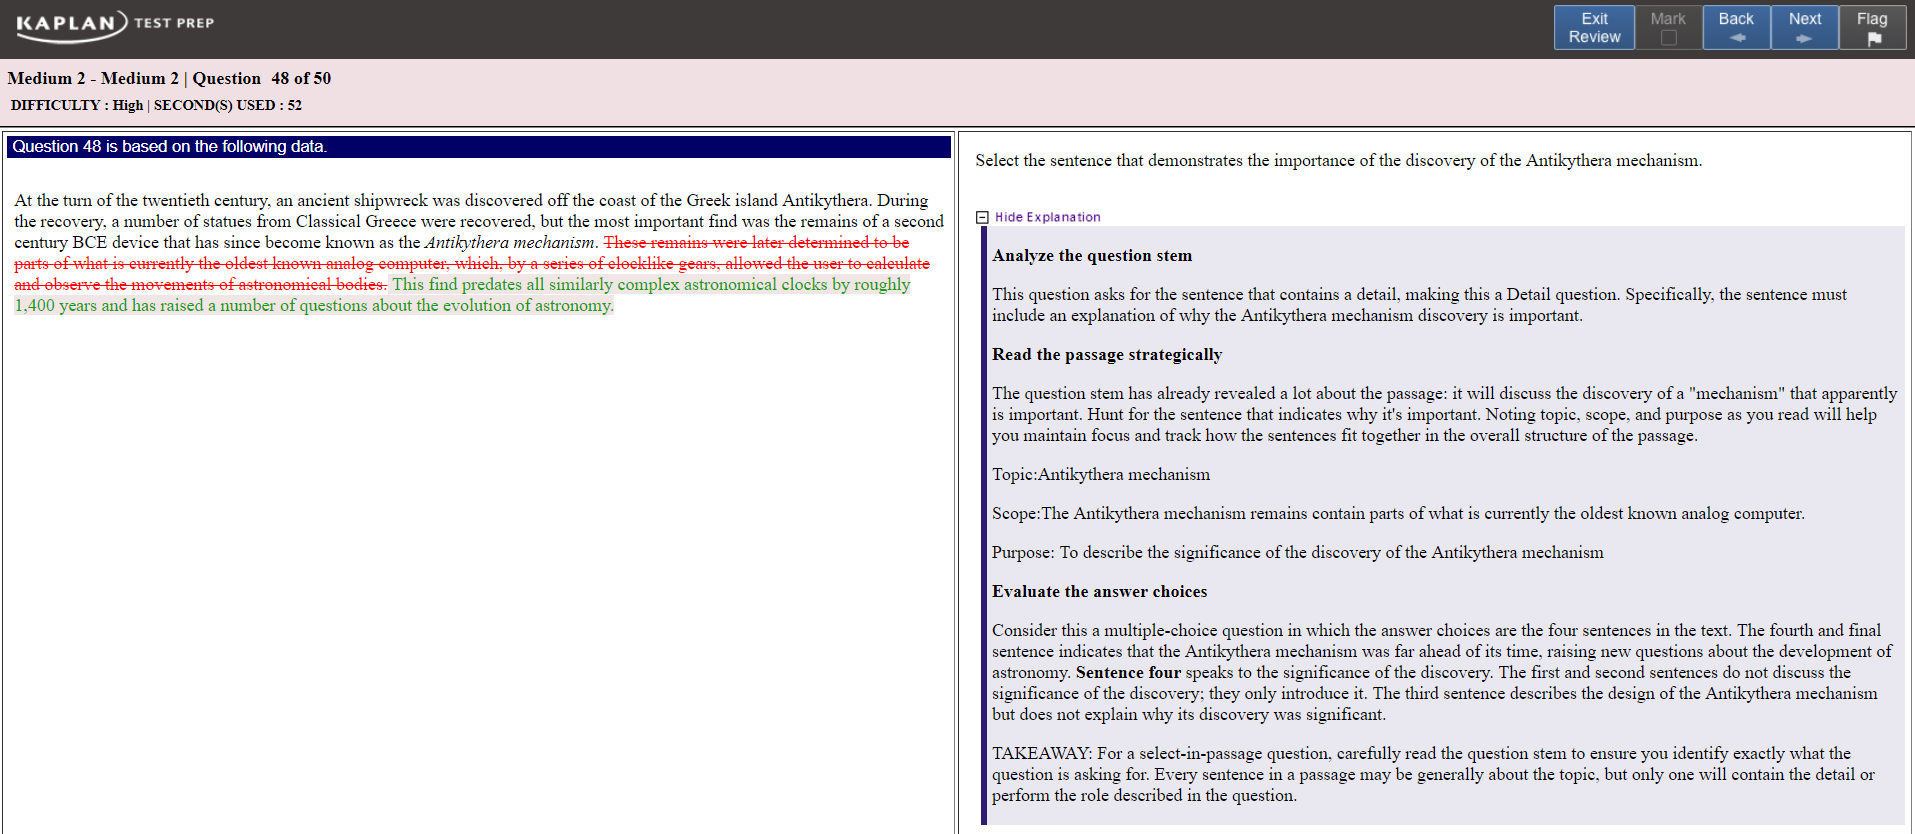 KAPLAN TEST PREP
Exit Review
Mark
Back
Next
Flag
Medium 2 - Medium 2 | Question 48 of 50
DIFFICULTY : High | SECOND(S) USED : 52
Question 48 is based on the following data.
At the turn of the twentieth century, an ancient shipwreck was discovered off the coast of the Greek island Antikythera. During
the recovery, a number of statues from Classical Greece were recovered, but the most important find was the remains of a second
century BCE device that has since become known as the Antikythera mechanism. These remains were later determined to be
parts of what is currently the oldest known analog computer, which, by a series of clocklike gears, allowed the user to calculate
and observe the movements of astronomical bodies. This find predates all similarly complex astronomical clocks by roughly
1,400 years and has raised a number of questions about the evolution of astronomy.
Select the sentence that demonstrates the importance of the discovery of the Antikythera mechanism.
Hide Explanation
Analyze the question stem
This question asks for the sentence that contains a detail, making this a Detail question. Specifically, the sentence must
include an explanation of why the Antikythera mechanism discovery is important.
Read the passage strategically
The question stem has already revealed a lot about the passage: it will discuss the discovery of a "mechanism" that apparently
is important. Hunt for the sentence that indicates why it's important. Noting topic, scope, and purpose as you read will help
you maintain focus and track how the sentences fit together in the overall structure of the passage.
Topic:Antikythera mechanism
Scope:The Antikythera mechanism remains contain parts of what is currently the oldest known analog computer.
Purpose: To describe the significance of the discovery of the Antikythera mechanism
Evaluate the answer choices
Consider this a multiple-choice question in which the answer choices are the four sentences in the text. The fourth and final
sentence indicates that the Antikythera mechanism was far ahead of its time, raising new questions about the development of
astronomy. Sentence four speaks to the significance of the discovery. The first and second sentences do not discuss the
significance of the discovery; they only introduce it. The third sentence describes the design of the Antikythera mechanism
but does not explain why its discovery was significant.
TAKEAWAY: For a select-in-passage question, carefully read the question stem to ensure you identify exactly what the
question is asking for. Every sentence in a passage may be generally about the topic, but only one will contain the detail or
perform the role described in the question.